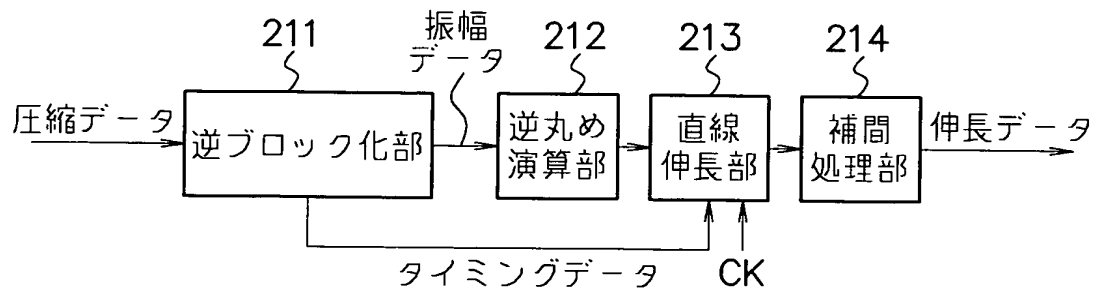 211
振幅
データ
212
213
214
圧縮データ
逆ブロック化部
逆丸め
演算部
直線
伸長部
補間
処理部
伸長データ
タイミングデータ
CK